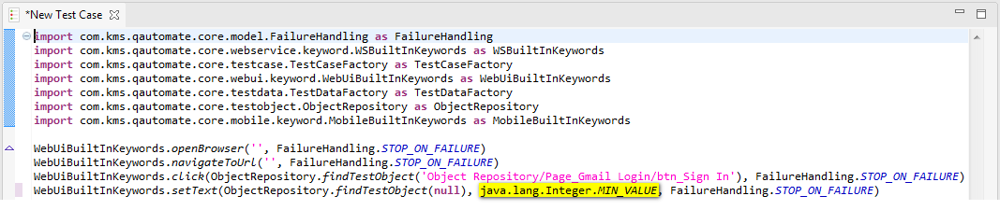 *New Test Case
import com.kms.qautomate.core.model.FailureHandling as FailureHandling
import com.kms.qautomate.core.webservice.keyword.WSBuiltInKeywords as WSBuiltInKeywords
import com.kms.qautomate.core.testcase.TestCaseFactory as TestCaseFactory
import com.kms.qautomate.core.webui.keyword.WebUiBuiltInKeywords as WebUiBuiltInKeywords
import com.kms.qautomate.core.testdata.TestDataFactory as TestDataFactory
import com.kms.qautomate.core.testobject.ObjectRepository as ObjectRepository
import com.kms.qautomate.core.mobile.keyword.MobileBuiltInKeywords as MobileBuiltInKeywords
WebUiBuiltInKeywords.openBrowser('', FailureHandling.STOP_ON_FAILURE)
WebUiBuiltInKeywords.navigateToUrl('', FailureHandling.STOP_ON_FAILURE)
WebUiBuiltInKeywords.click(ObjectRepository.findTestObject('Object Repository/Page_Gmail Login/btn_Sign In'), FailureHandling.STOP_ON_FAILURE)
WebUiBuiltInKeywords.setText(ObjectRepository.findTestObject(null), java.lang.Integer.MIN_VALUE, FailureHandling.STOP_ON_FAILURE)